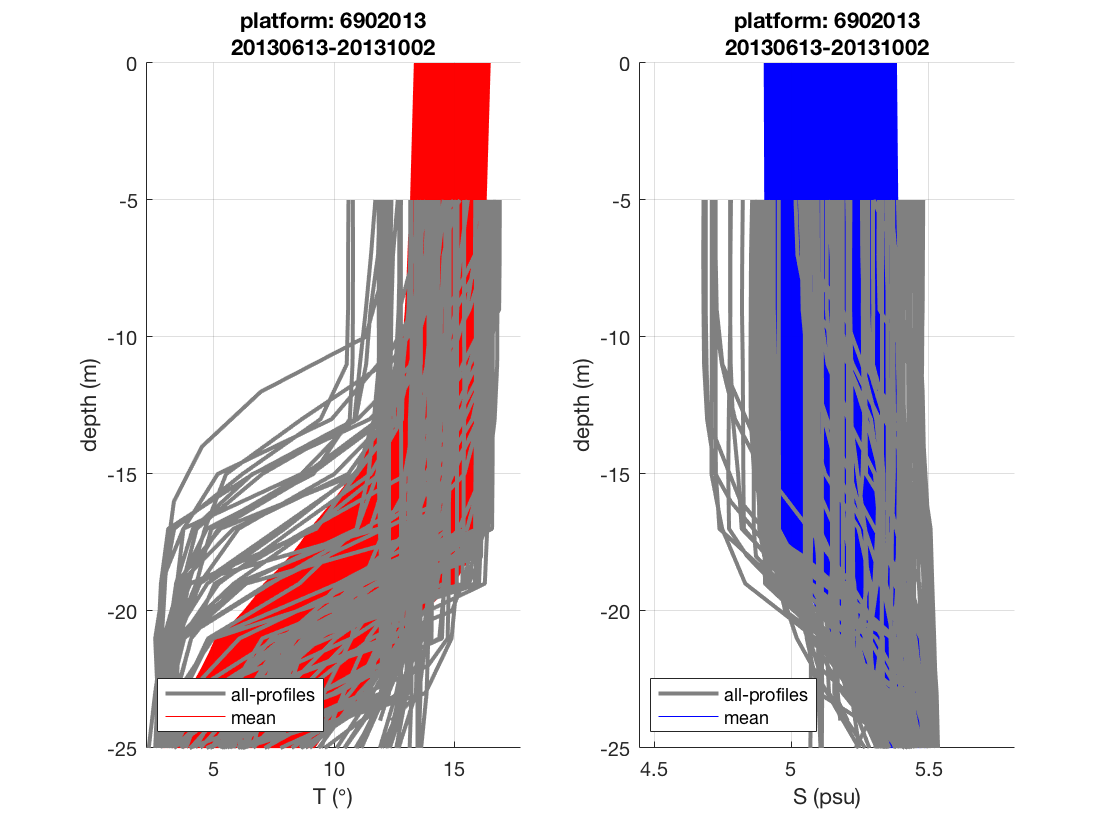 platform: 6902013
20130613-20131002
0
-5
-10
-15
-20
-25
depth (m)
5
10
15
T (°)
all-profiles
mean
platform: 6902013
20130613-20131002
0
-5
-10
-15
-20
-25
depth (m)
4.5
5
5.5
S (psu)
all-profiles
mean